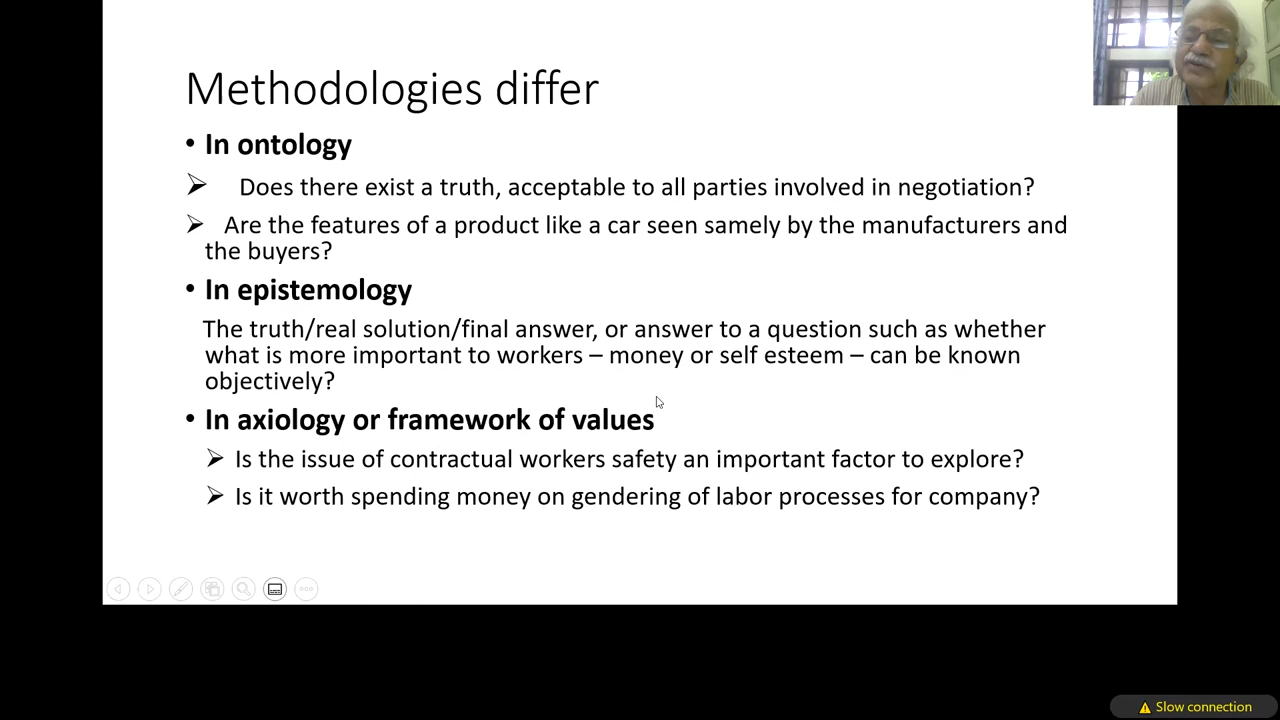 Methodologies differ
• In ontology
➢ Does there exist a truth, acceptable to all parties involved in negotiation?
➢ Are the features of a product like a car seen samely by the manufacturers and
the buyers?
• In epistemology
The truth/real solution/final answer, or answer to a question such as whether
what is more important to workers – money or self esteem – can be known
objectively?
• In axiology or framework of values
➢ Is the issue of contractual workers safety an important factor to explore?
➢ Is it worth spending money on gendering of labor processes for company?
Slow connection